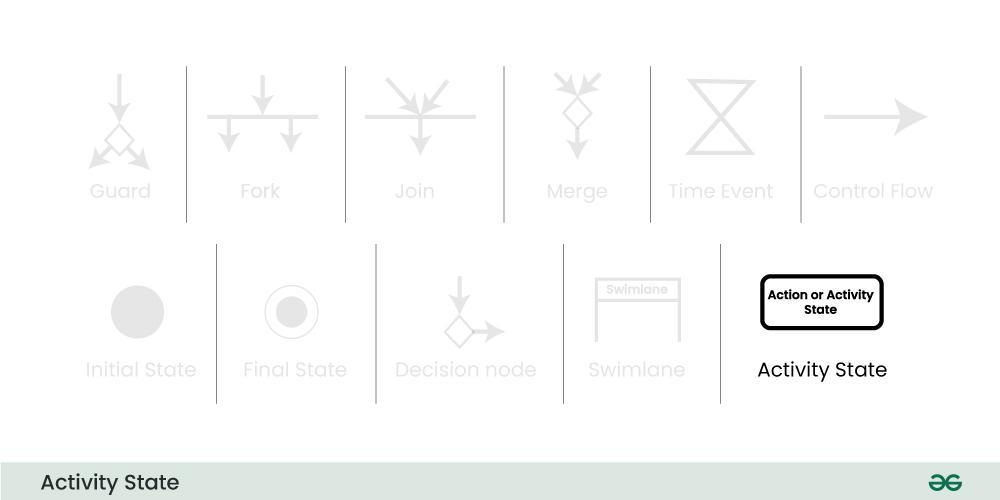 Guard
Fork
Join
Merge
Time Event
Control Flow
Swimlane
Action or Activity
State
Initial State
Final State
Decision node
Swimlane
Activity State
Activity State